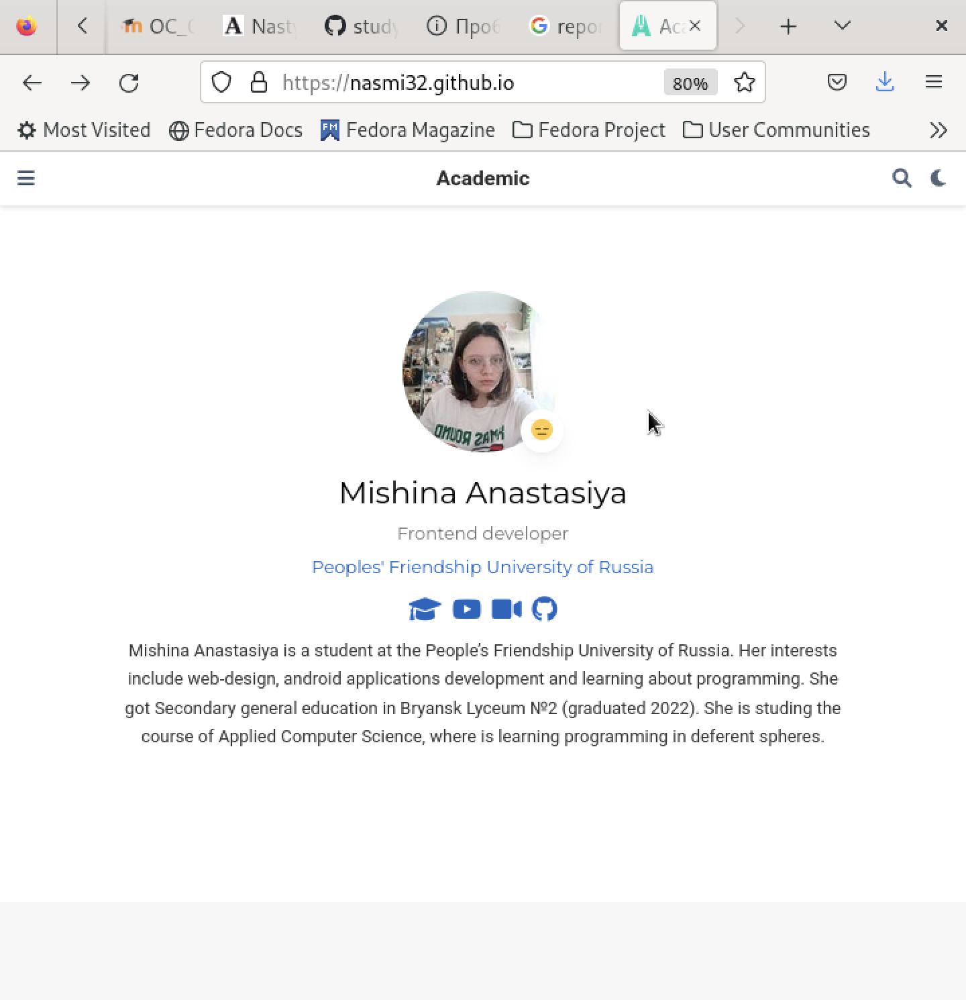 OC_
Nasty
study
Проб
repo
Ac
https://nasmi32.github.io
80%
Most Visited
Fedora Docs
FM
Fedora Magazine
Fedora Project
User Communities
Academic
Mishina Anastasiya
Frontend developer
Peoples' Friendship University of Russia
Mishina Anastasiya is a student at the People’s Friendship University of Russia. Her interests
include web-design, android applications development and learning about programming. She
got Secondary general education in Bryansk Lyceum №2 (graduated 2022). She is studing the
course of Applied Computer Science, where is learning programming in deferent spheres.